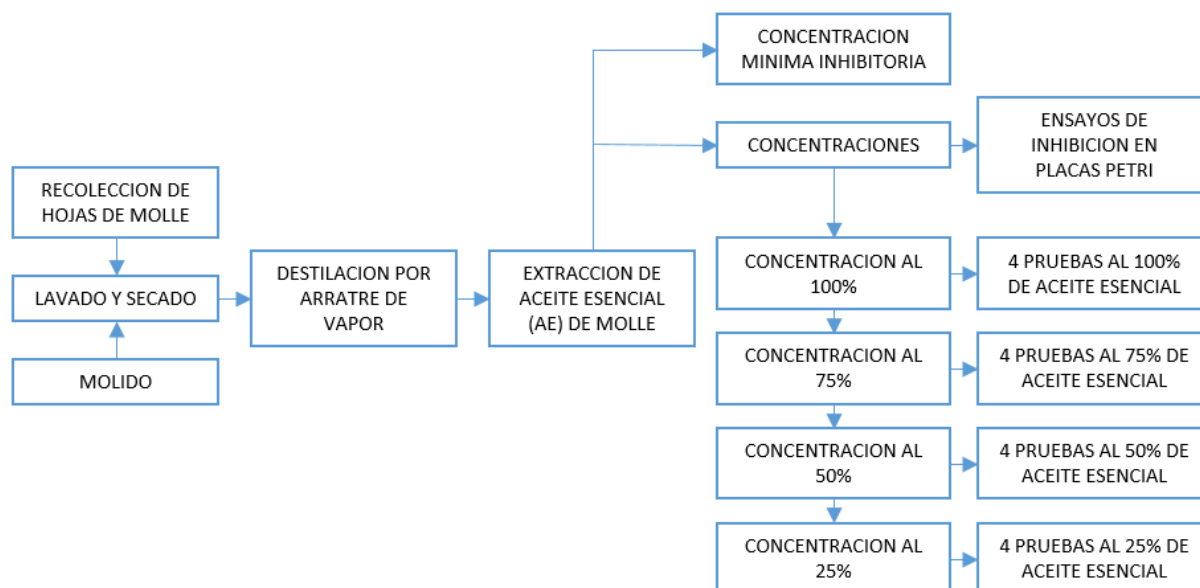 RECOLECCION DE
HOJAS DE MOLLE
LAVADO Y SECADO
MOLIDO
DESTILACION POR
ARRATRE DE
VAPOR
EXTRACCION DE
ACEITE ESENCIAL
(AE) DE MOLLE
CONCENTRACION
MINIMA INHIBITORIA
CONCENTRACIONES
ENSAYOS DE
INHIBICION EN
PLACAS PETRI
CONCENTRACION AL
100%
4 PRUEBAS AL 100%
DE ACEITE ESENCIAL
CONCENTRACION AL
75%
4 PRUEBAS AL 75% DE
ACEITE ESENCIAL
CONCENTRACION AL
50%
4 PRUEBAS AL 50% DE
ACEITE ESENCIAL
CONCENTRACION AL
25%
4 PRUEBAS AL 25% DE
ACEITE ESENCIAL